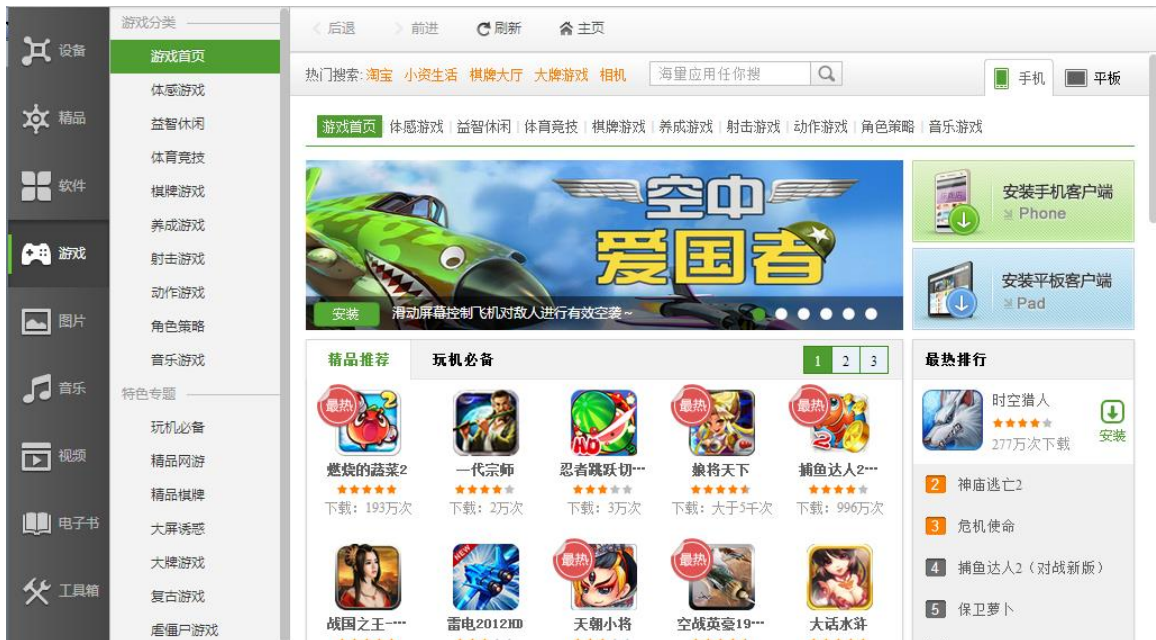 设备
精品
软件
游戏
图片
音乐
视频
电子书
工具箱
游戏分类
游戏首页
体感游戏
益智休闲
体育竞技
棋牌游戏
养成游戏
射击游戏
动作游戏
角色策略
音乐游戏
特色专题
玩机必备
精品网游
精品棋牌
大屏诱惑
大牌游戏
复古游戏
虐僵尸游戏
后退 前进 刷新 主页
热门搜索: 淘宝 小资生活 棋牌大厅 大牌游戏 相机 海量应用任你搜
手机 平板
游戏首页 体感游戏 益智休闲 体育竞技 棋牌游戏 养成游戏 射击游戏 动作游戏 角色策略 音乐游戏
空中
爱国者
安装 滑动屏幕控制飞机对敌人进行有效空袭~
安装手机客户端
Phone
安装平板客户端
Pad
精品推荐 玩机必备 1 2 3
最热 2 HD 最热 最热 2
燃烧的蔬菜2 一代宗师 忍者跳跃切… 狼将天下 捕鱼达人2…
下载：193万次 下载：2万次 下载：3万次 下载：大于5千次 下载：996万次
NEW 最热 最热
战国之王-… 雷电2012HD 天朝小将 空战英豪19… 大话水浒
最热排行
时空猎人
277万次下载
安装
2 神庙逃亡2
3 危机使命
4 捕鱼达人2（对战新版）
5 保卫萝卜